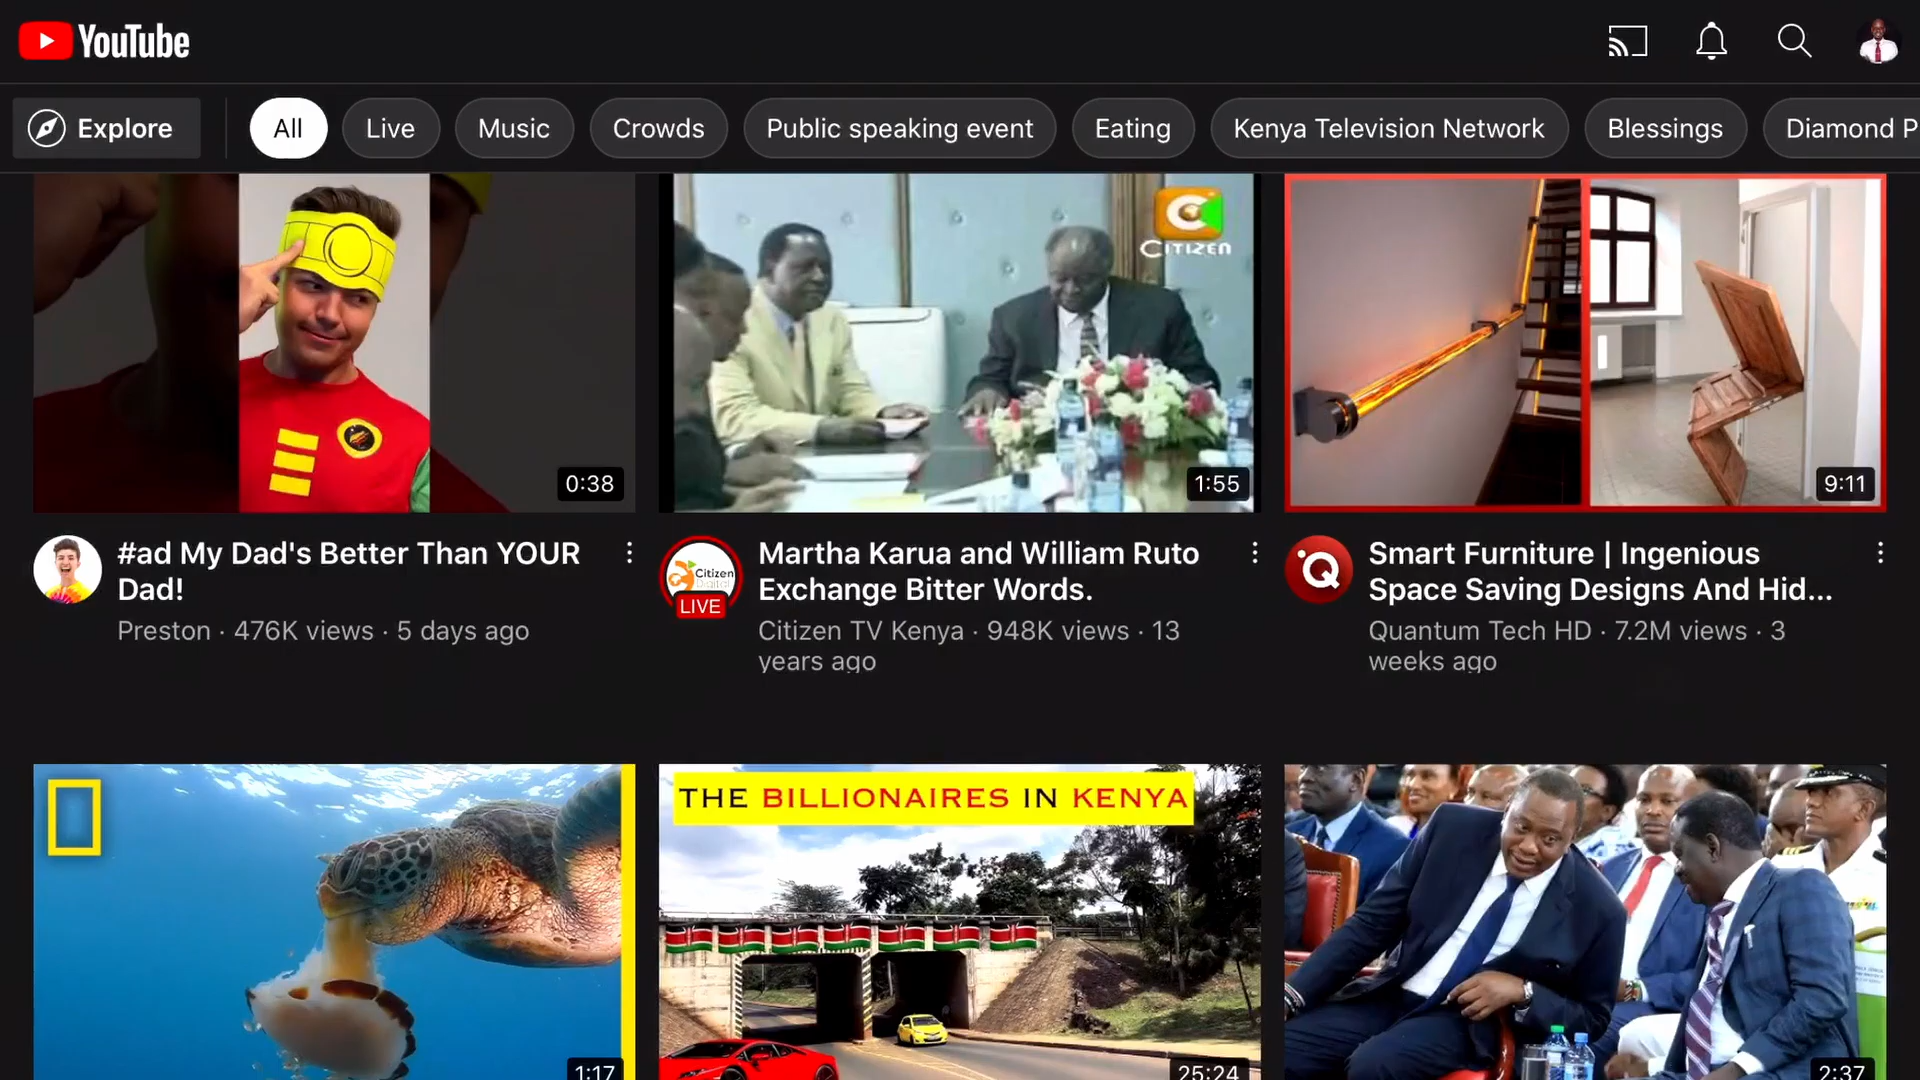 YouTube
Explore
All
Live
Music
Crowds
Public speaking event
Eating
Kenya Television Network
Blessings
Diamond P
CITIZEN
0:38
1:55
9:11
#ad My Dad's Better Than YOUR
Dad!
Preston · 476K views · 5 days ago
Citizen
Digital
LIVE
Martha Karua and William Ruto
Exchange Bitter Words.
Citizen TV Kenya · 948K views · 13
years ago
Smart Furniture | Ingenious
Space Saving Designs And Hid...
Quantum Tech HD · 7.2M views · 3
weeks ago
THE BILLIONAIRES IN KENYA
1:17
25:24
2:37